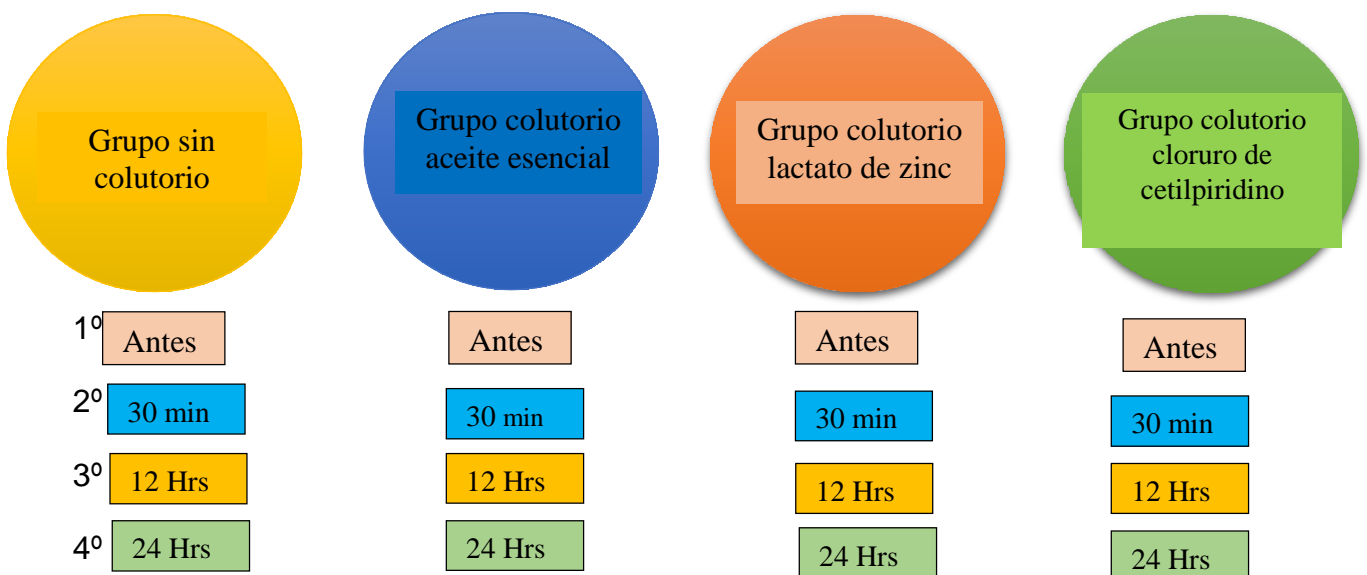 Grupo sin
colutorio
Grupo colutorio
aceite esencial
Grupo colutorio
lactato de zinc
Grupo colutorio
cloruro de
cetilpiridino
1º Antes Antes Antes Antes
2º 30 min 30 min 30 min 30 min
3º 12 Hrs 12 Hrs 12 Hrs 12 Hrs
4º 24 Hrs 24 Hrs 24 Hrs 24 Hrs